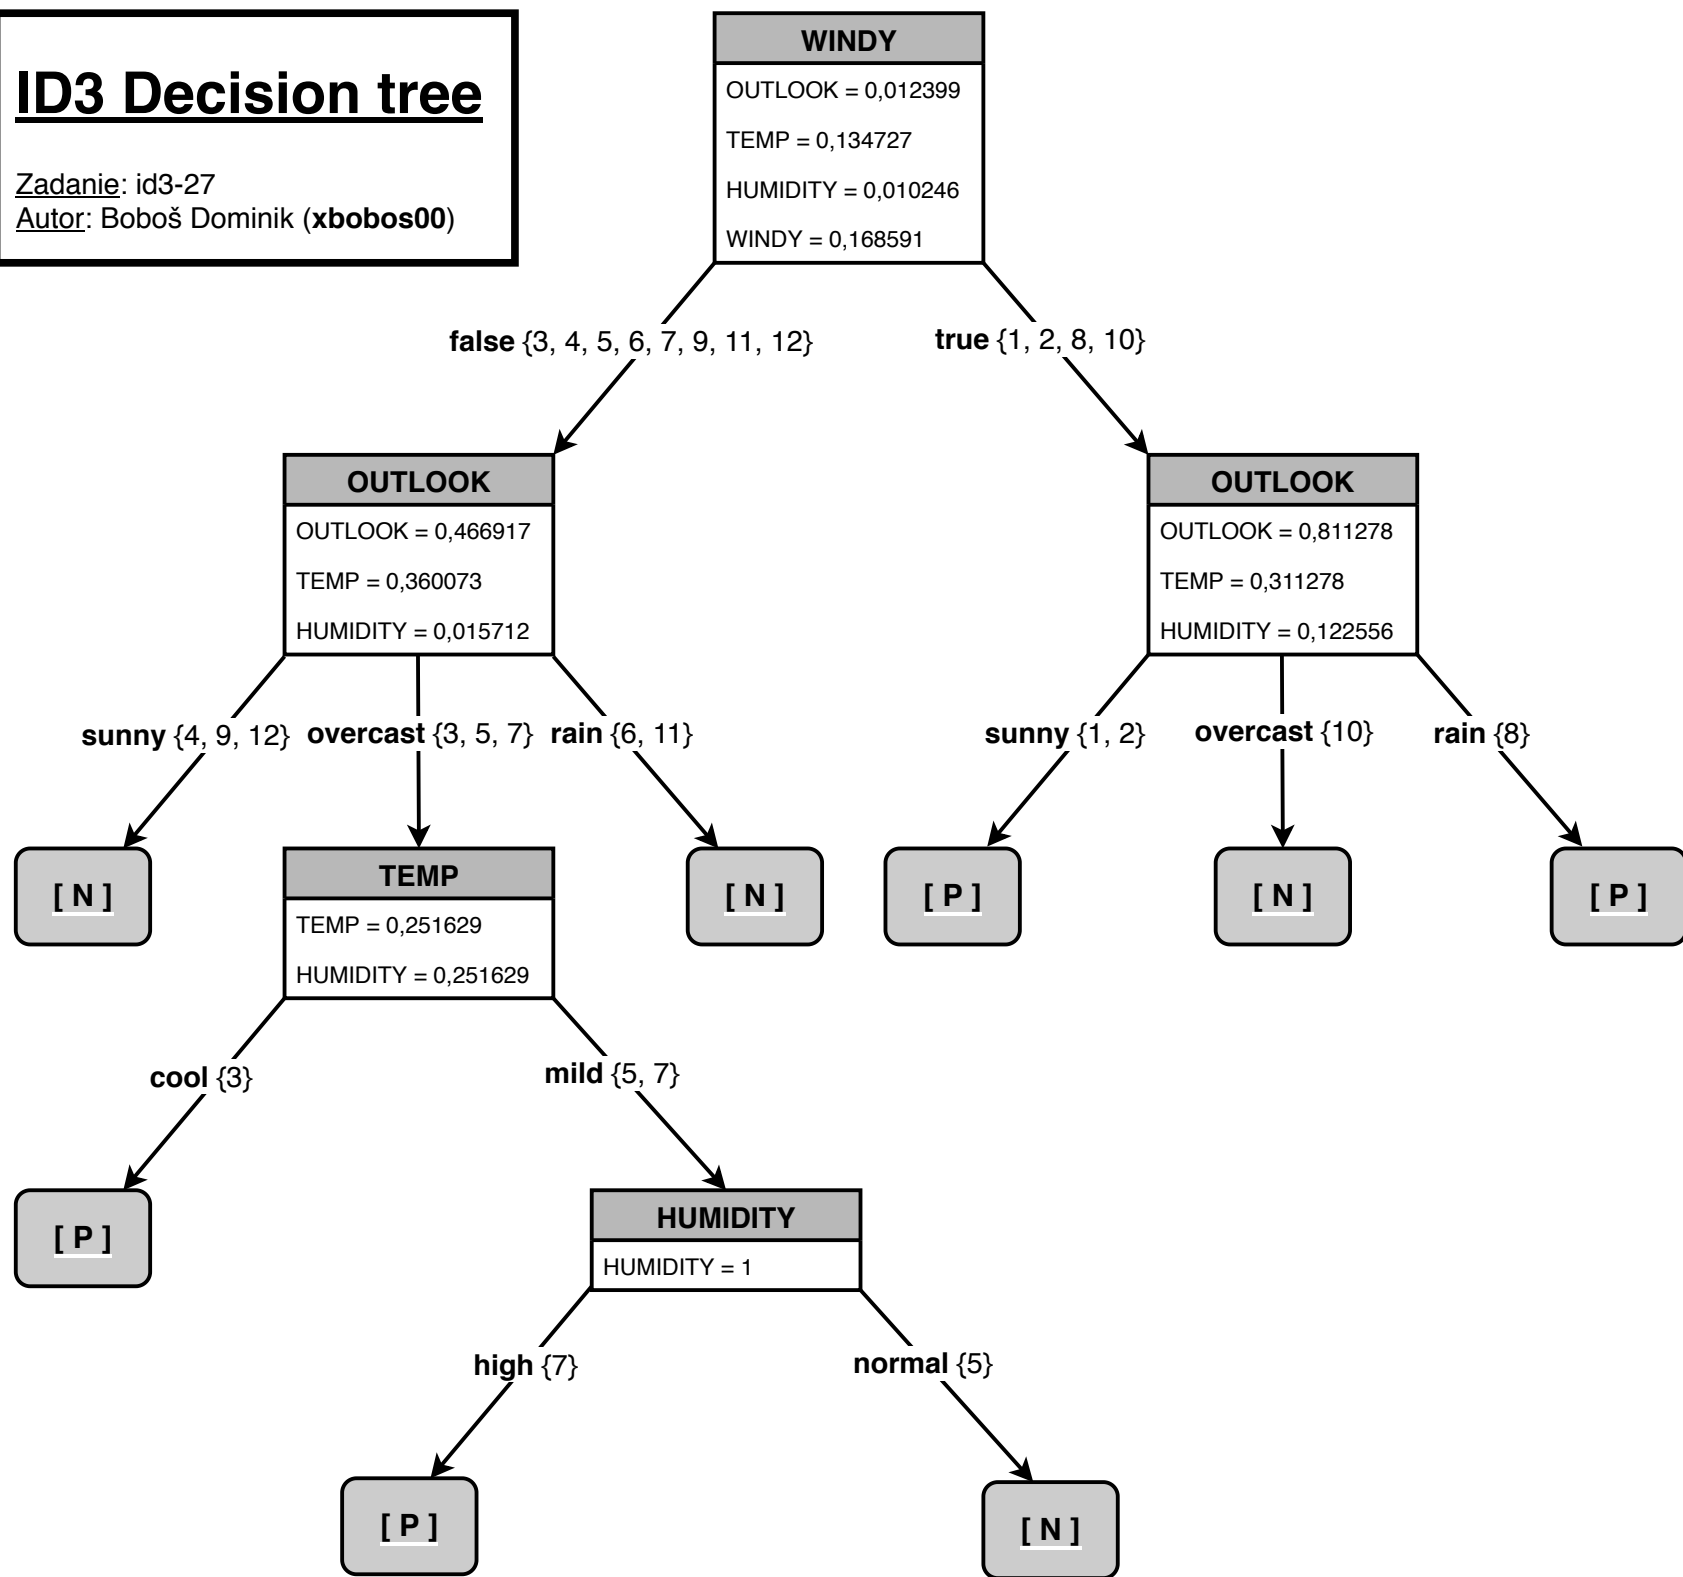 ID3 Decision tree
Zadanie: id3-27
Autor: Boboš Dominik (xbobos00)
WINDY
OUTLOOK = 0,012399
TEMP = 0,134727
HUMIDITY = 0,010246
WINDY = 0,168591
false {3, 4, 5, 6, 7, 9, 11, 12}
true {1, 2, 8, 10}
OUTLOOK
OUTLOOK = 0,466917
TEMP = 0,360073
HUMIDITY = 0,015712
OUTLOOK
OUTLOOK = 0,811278
TEMP = 0,311278
HUMIDITY = 0,122556
sunny {4, 9, 12}
overcast {3, 5, 7}
rain {6, 11}
sunny {1, 2}
overcast {10}
rain {8}
[ N ]
TEMP
TEMP = 0,251629
HUMIDITY = 0,251629
[ N ]
[ P ]
[ N ]
[ P ]
cool {3}
mild {5, 7}
[ P ]
HUMIDITY
HUMIDITY = 1
high {7}
normal {5}
[ P ]
[ N ]